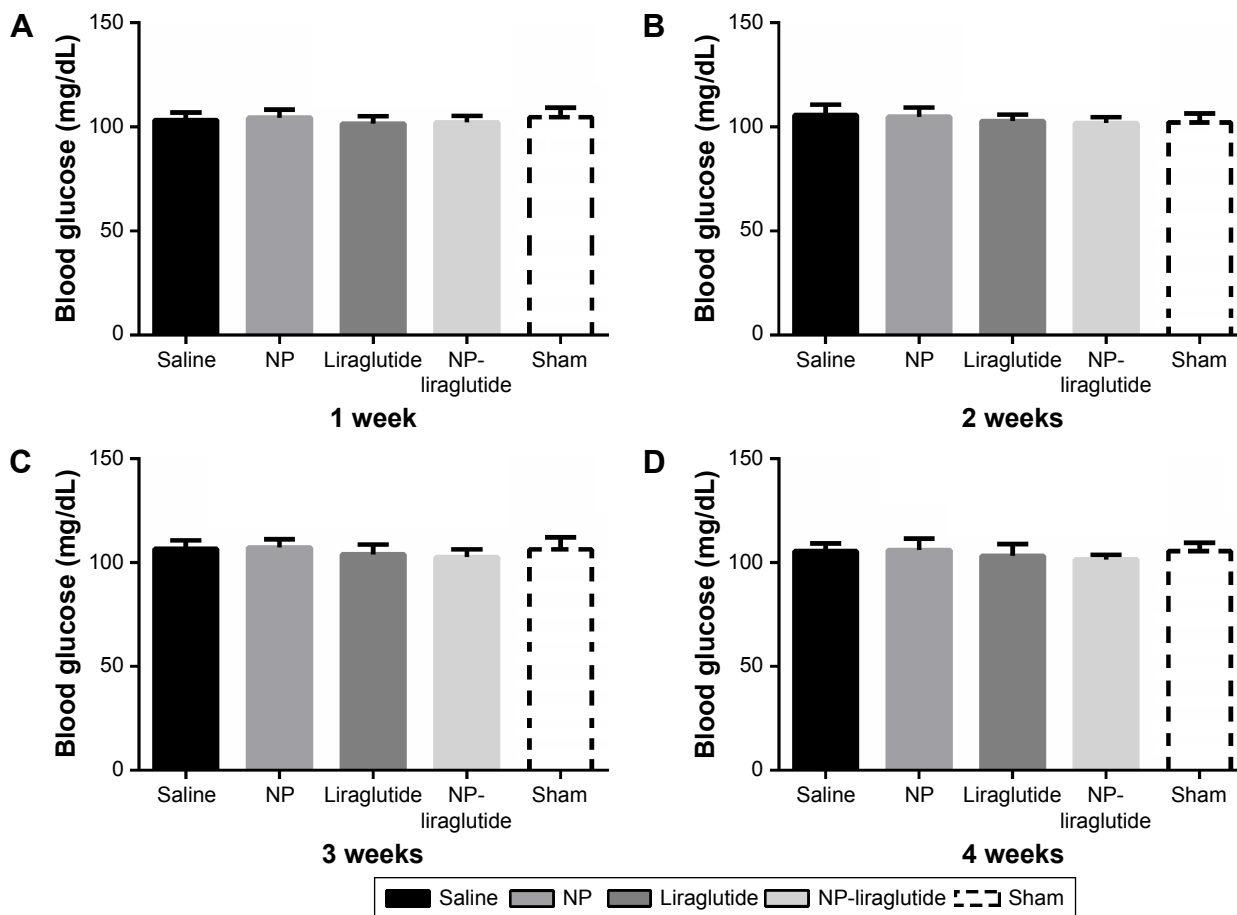 A
Blood glucose (mg/dL)
150
100
50
0
Saline NP Liraglutide NP-
liraglutide Sham
1 week
B
Blood glucose (mg/dL)
150
100
50
0
Saline NP Liraglutide NP-
liraglutide Sham
2 weeks
C
Blood glucose (mg/dL)
150
100
50
0
Saline NP Liraglutide NP-
liraglutide Sham
3 weeks
D
Blood glucose (mg/dL)
150
100
50
0
Saline NP Liraglutide NP-
liraglutide Sham
4 weeks
Saline NP Liraglutide NP-liraglutide Sham